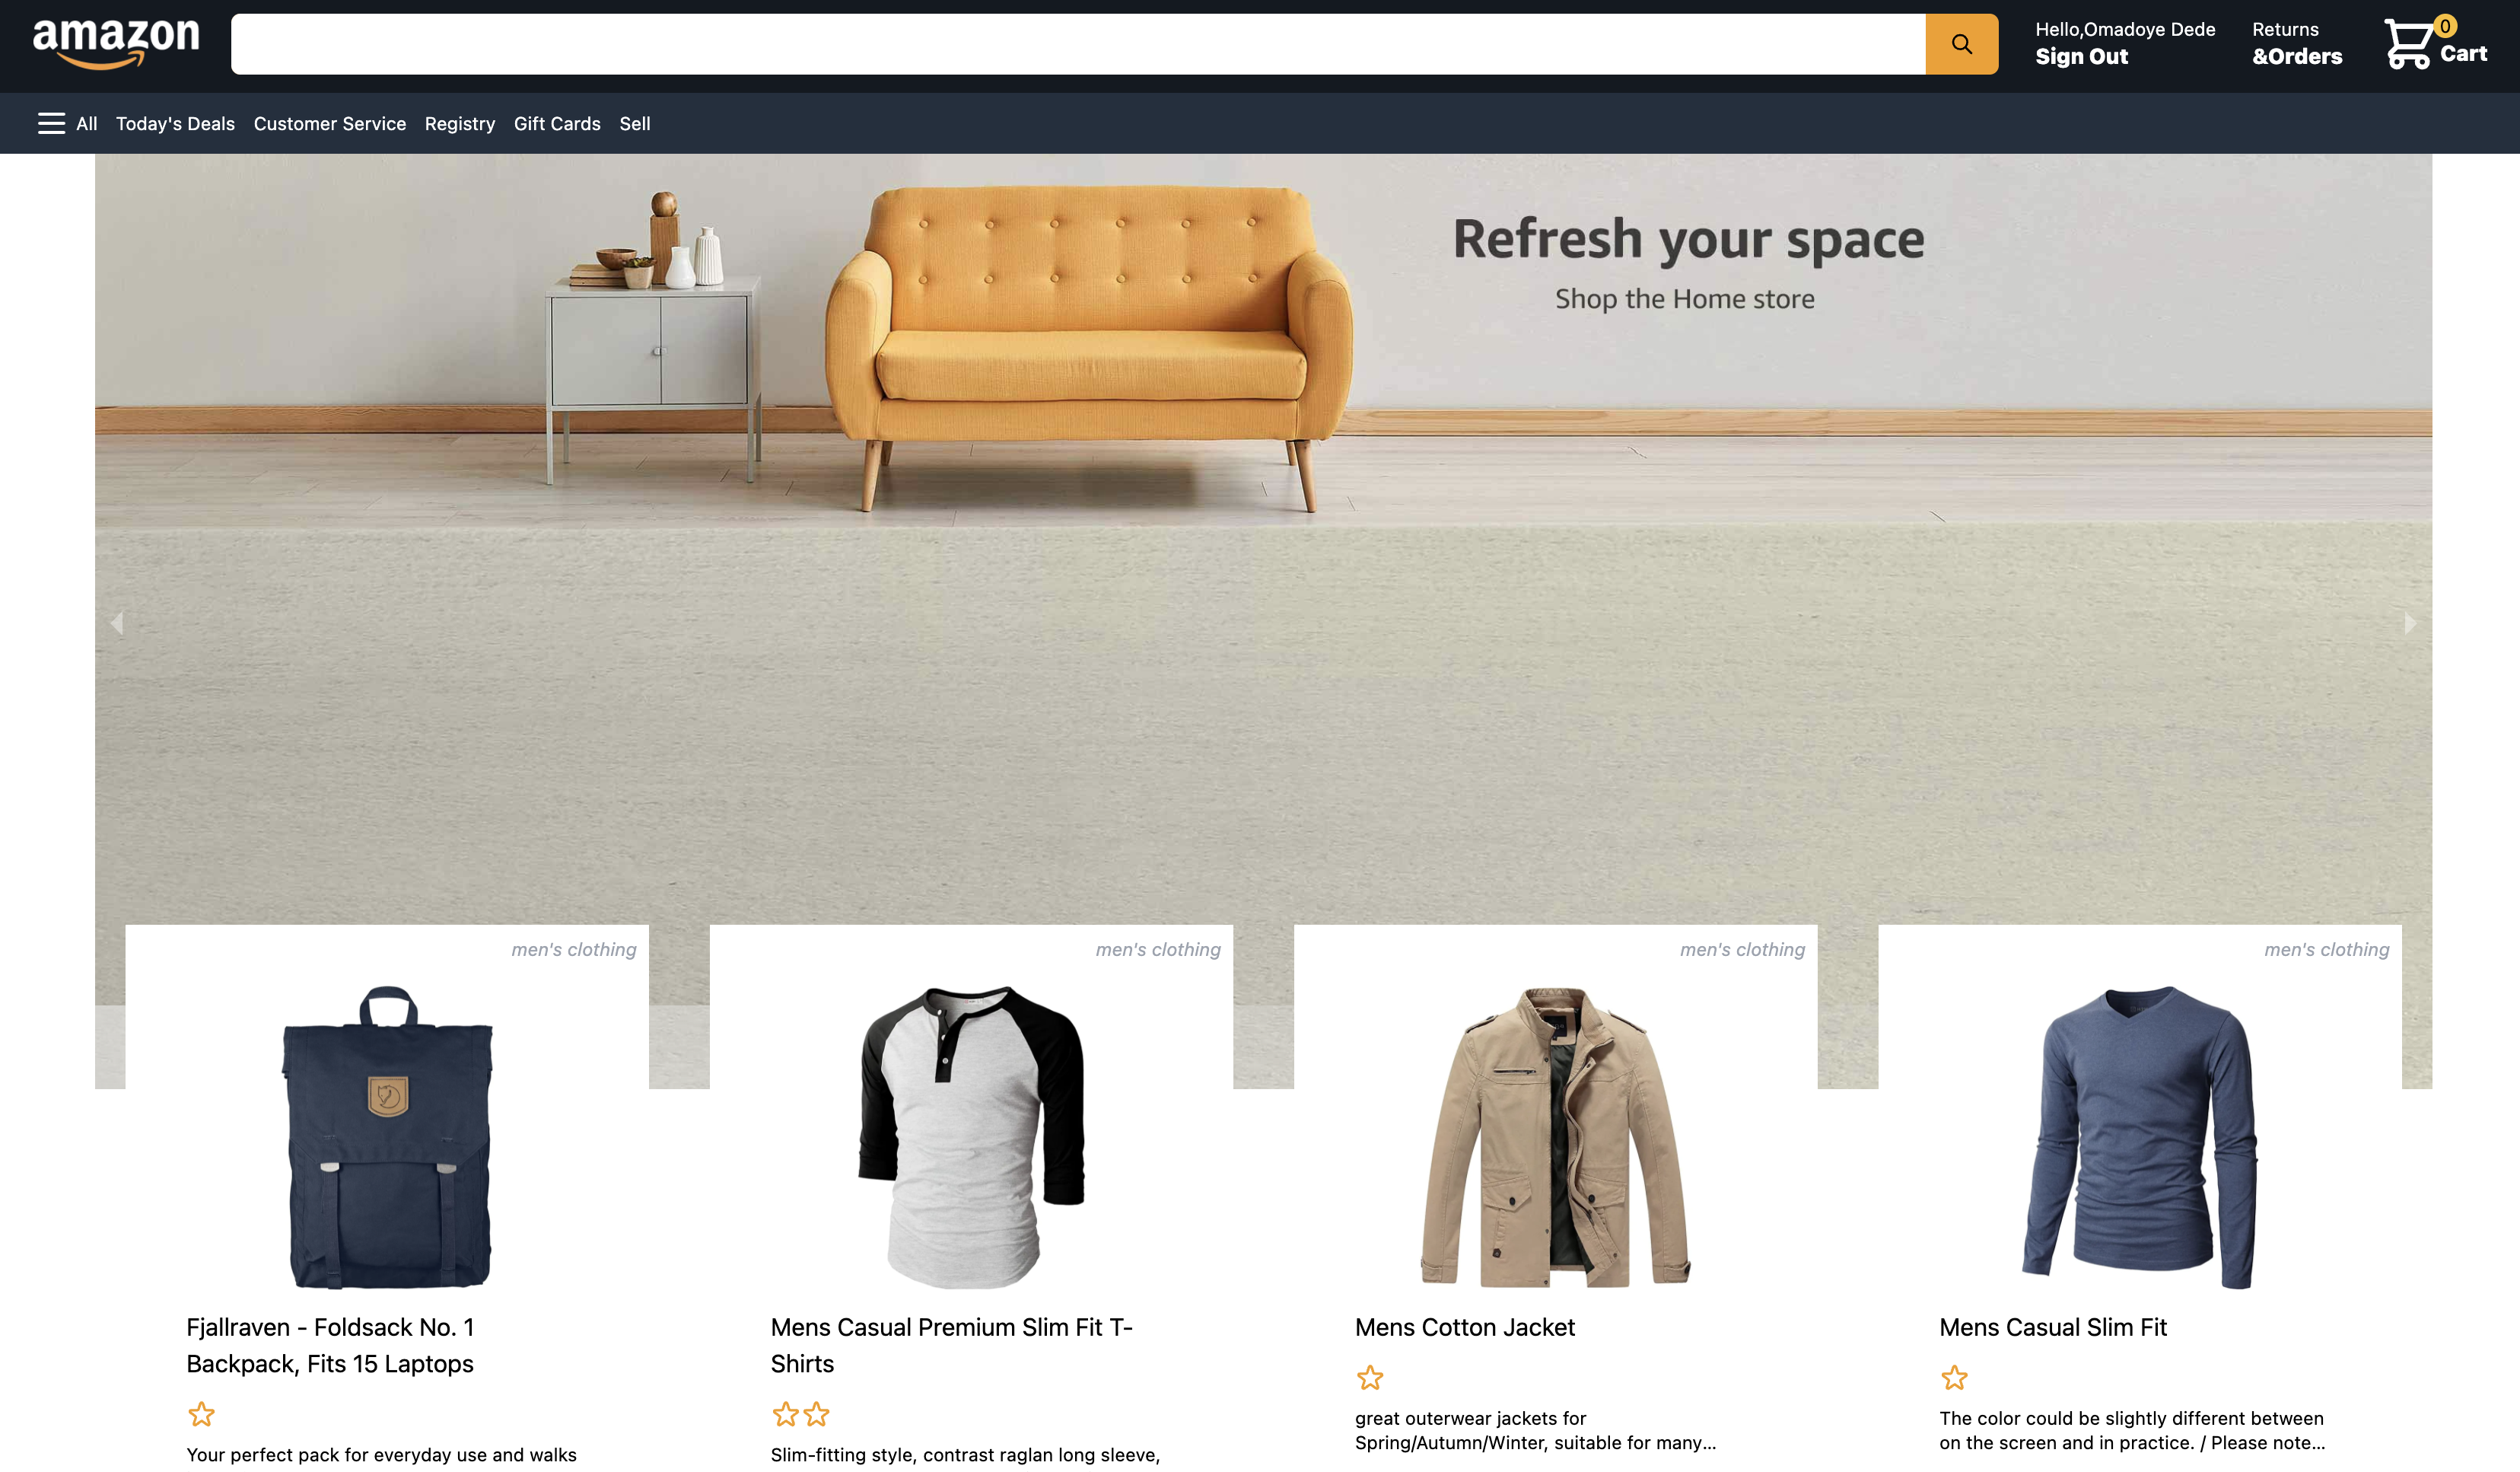 amazon
Hello,Omadoye Dede
Sign Out
Returns
&Orders
0
Cart
All
Today's Deals
Customer Service
Registry
Gift Cards
Sell
Refresh your space
Shop the Home store
men's clothing
men's clothing
men's clothing
men's clothing
Fjallraven - Foldsack No. 1
Backpack, Fits 15 Laptops
Your perfect pack for everyday use and walks
Mens Casual Premium Slim Fit T-
Shirts
Slim-fitting style, contrast raglan long sleeve,
Mens Cotton Jacket
great outerwear jackets for
Spring/Autumn/Winter, suitable for many...
Mens Casual Slim Fit
The color could be slightly different between
on the screen and in practice. / Please note...